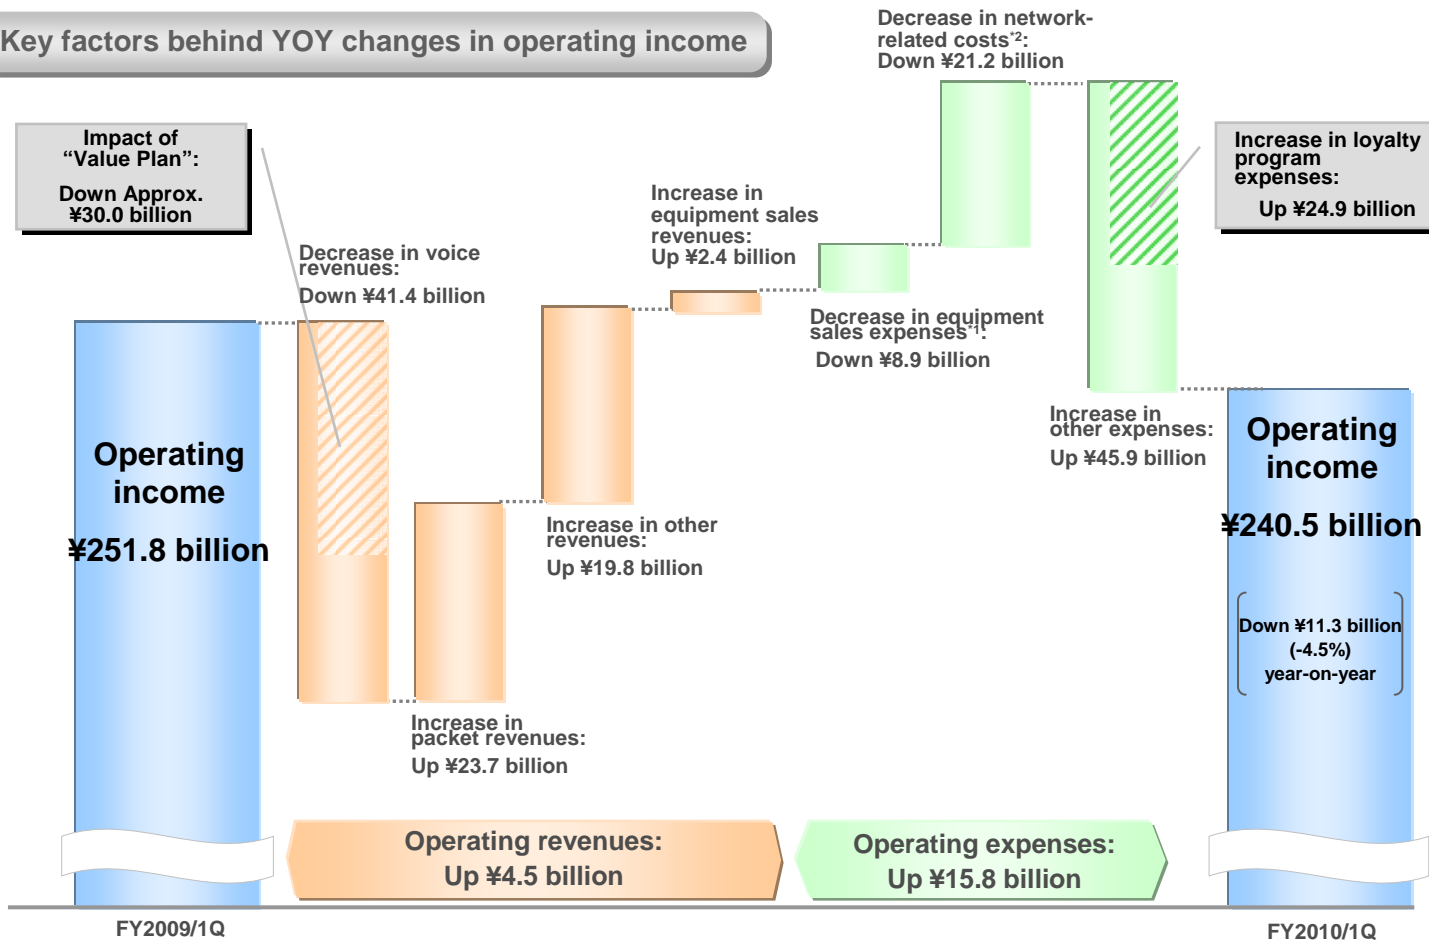 Key factors behind YOY changes in operating income
Decrease in network-
related costs*2:
Down ¥21.2 billion
Impact of
“Value Plan”:
Down Approx.
¥30.0 billion
Increase in loyalty
program
expenses:
Up ¥24.9 billion
Increase in
equipment sales
revenues:
Up ¥2.4 billion
Decrease in voice
revenues:
Down ¥41.4 billion
Decrease in equipment
sales expenses*1:
Down ¥8.9 billion
Increase in
other expenses:
Up ¥45.9 billion
Operating
income
¥251.8 billion
Operating
income
¥240.5 billion
Increase in other
revenues:
Up ¥19.8 billion
Down ¥11.3 billion
(-4.5%)
year-on-year
Increase in
packet revenues:
Up ¥23.7 billion
Operating revenues:
Up ¥4.5 billion
Operating expenses:
Up ¥15.8 billion
FY2009/1Q
FY2010/1Q